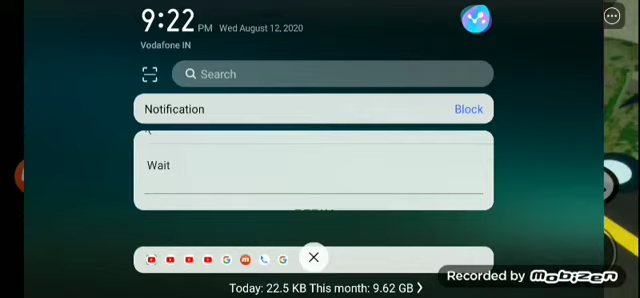 9:22 PM Wed August 12, 2020
Vodafone IN
Search
Notification Block
Wait
Today: 22.5 KB This month: 9.62 GB
Recorded by mobizen